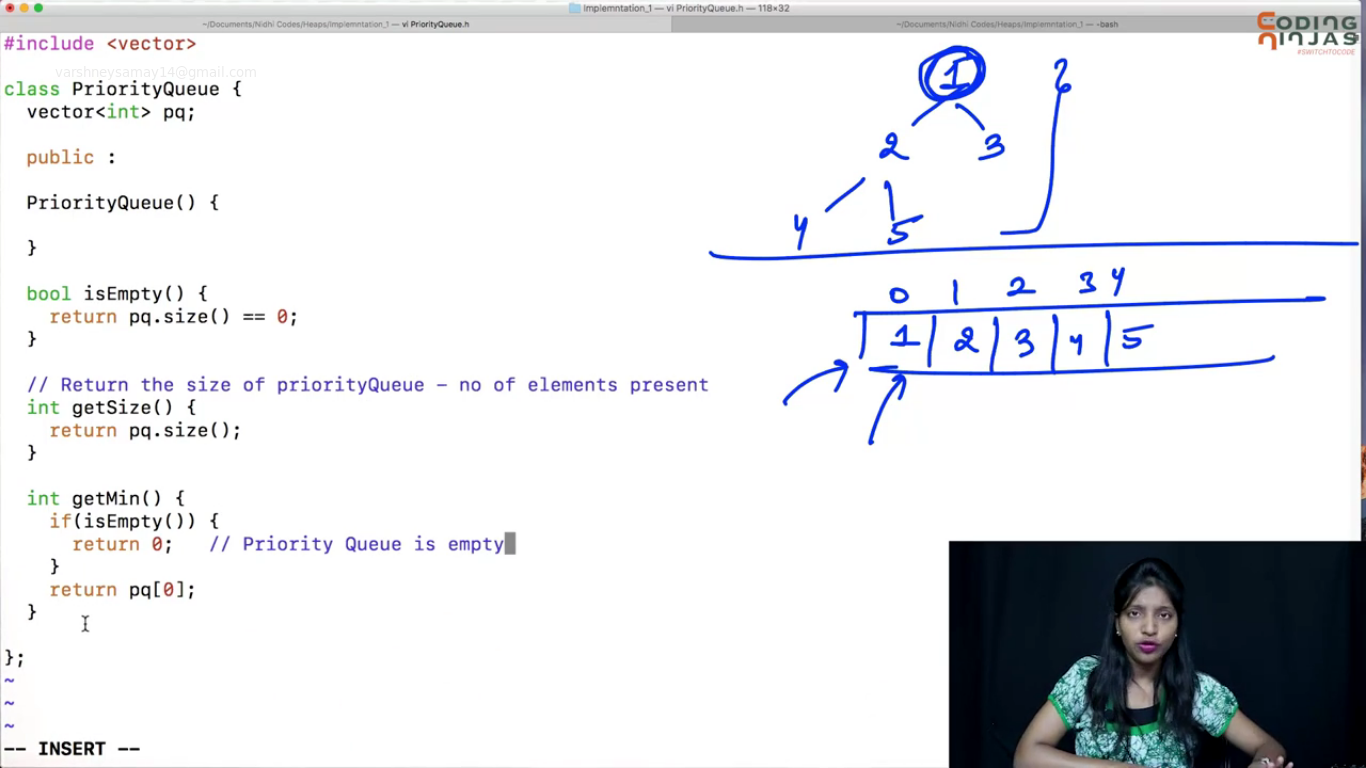 Implemntation_1 — vi PriorityQueue.h — 118×32
~/Documents/Nidhi Codes/Heaps/Implemntation_1 — vi PriorityQueue.h
~/Documents/Nidhi Codes/Heaps/Implemntation_1 — -bash
CODING
NINJAS
#SWITCHTOCODE
#include <vector>
varshneysamay14@gmail.com
class PriorityQueue {
vector<int> pq;
public :
PriorityQueue() {
}
bool isEmpty() {
return pq.size() == 0;
}
// Return the size of priorityQueue – no of elements present
int getSize() {
return pq.size();
}
int getMin() {
if(isEmpty()) {
return 0;   // Priority Queue is empty
}
return pq[0];
}
};
~
~
~
-- INSERT --
1
2 3
4 5
0 1 2 3 4
1 2 3 4 5